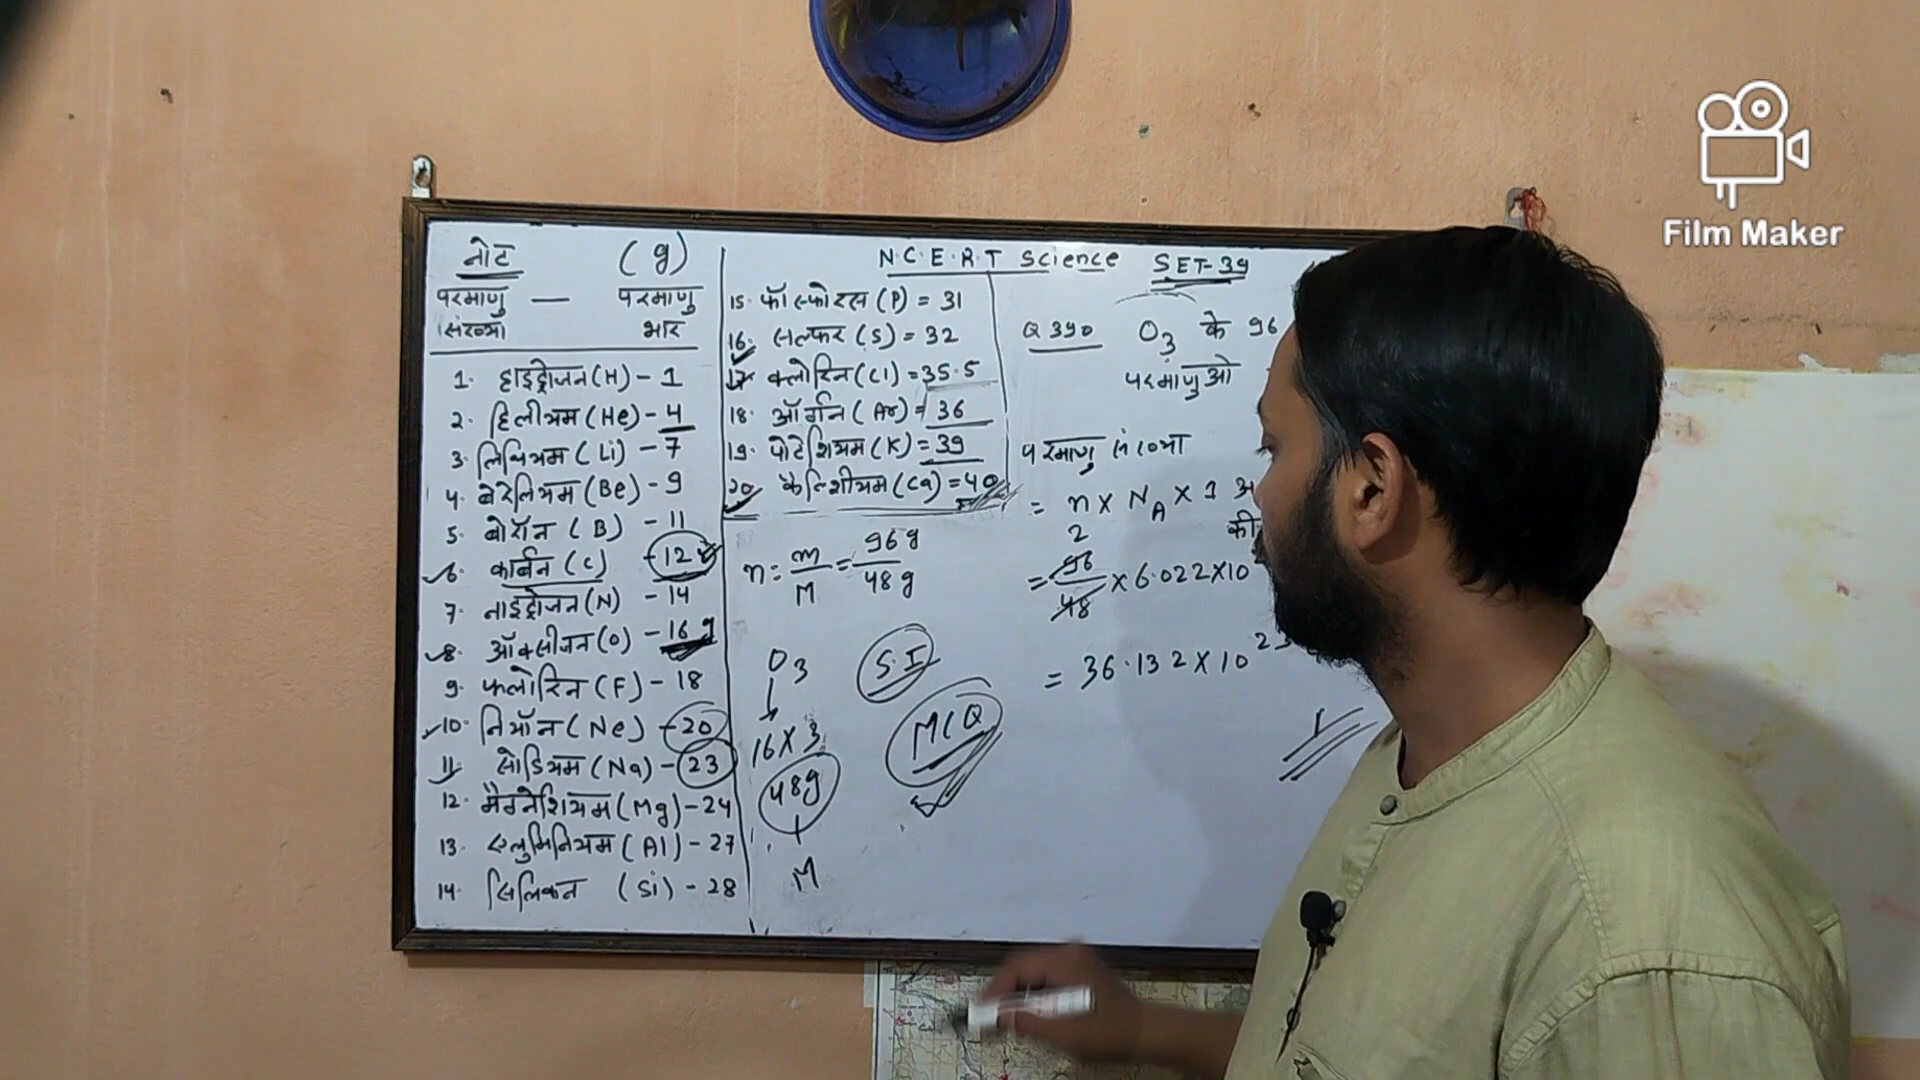 नोट (g)
परमाणु — परमाणु
संख्या भार
1. हाइड्रोजन (H) - 1
2. हिलीयम (He) - 4
3. लिथियम (Li) - 7
4. बेरेलियम (Be) - 9
5. बोरॉन (B) - 11
6. कार्बन (C) - 12
7. नाइट्रोजन (N) - 14
8. ऑक्सीजन (O) - 16 g
9. फ्लोरिन (F) - 18
10. नियॉन (Ne) - 20
11. सोडियम (Na) - 23
12. मैग्नेशियम (Mg) - 24
13. एलुमिनियम (Al) - 27
14. सिलिकन (Si) - 28
N.C.E.R.T Science SET-39
15. फॉस्फोरस (P) = 31
16. सल्फर (S) = 32
17. क्लोरिन (Cl) = 35.5
18. ऑर्गन (Ar) = 36
19. पोटेशियम (K) = 39
20. कैल्शीयम (Ca) = 40
n = m/M = 96g/48g
O3
16 X 3
48g
M
S.I
MCQ
Q 390 O3 के 96
परमाणुओ
परमाणु संख्या
= n X NA X 1
की
2
= 96/48 X 6.022 X 10
= 36.132 X 10 23
Film Maker